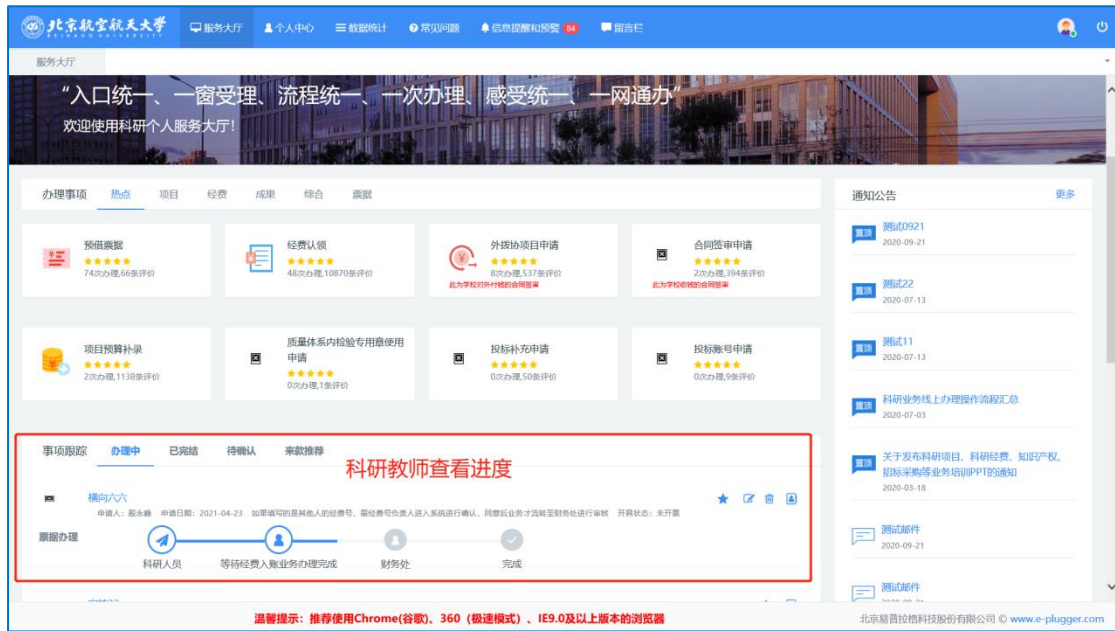 北京航空航天大学
BEIHANG UNIVERSITY
服务大厅
个人中心
数据统计
常见问题
信息提醒和预警 64
留言栏
服务大厅
“入口统一、一窗受理、流程统一、一次办理、感受统一、一网通办”
欢迎使用科研个人服务大厅!
办理事项 热点 项目 经费 成果 综合 票据
预借票据
74次办理,66条评价
经费认领
48次办理,10870条评价
外拨协项目申请
8次办理,537条评价
此为学校对外付钱的合同签审
合同签审申请
2次办理,394条评价
此为学校收钱的合同签审
项目预算补录
2次办理,1138条评价
质量体系内检验专用章使用
申请
0次办理,1条评价
投标补充申请
0次办理,50条评价
投标账号申请
0次办理,9条评价
事项跟踪 办理中 已完结 待确认 来款推荐
科研教师查看进度
横向六六
申请人：殷永峰 申请日期：2021-04-23 如果填写的是其他人的经费号，需经费号负责人进入系统进行确认，同意后业务才流转至财务处进行审核 开具状态：未开票
票据办理
科研人员
等待经费入账业务办理完成
财务处
完成
通知公告
更多
置顶
测试0921
2020-09-21
置顶
测试22
2020-07-13
置顶
测试11
2020-07-13
置顶
科研业务线上办理操作流程汇总
2020-07-03
置顶
关于发布科研项目、科研经费、知识产权、
招标采购等业务培训PPT的通知
2020-03-18
测试邮件
2020-09-21
测试邮件
温馨提示：推荐使用Chrome(谷歌)、360（极速模式）、IE9.0及以上版本的浏览器
北京易普拉格科技股份有限公司 © www.e-plugger.com